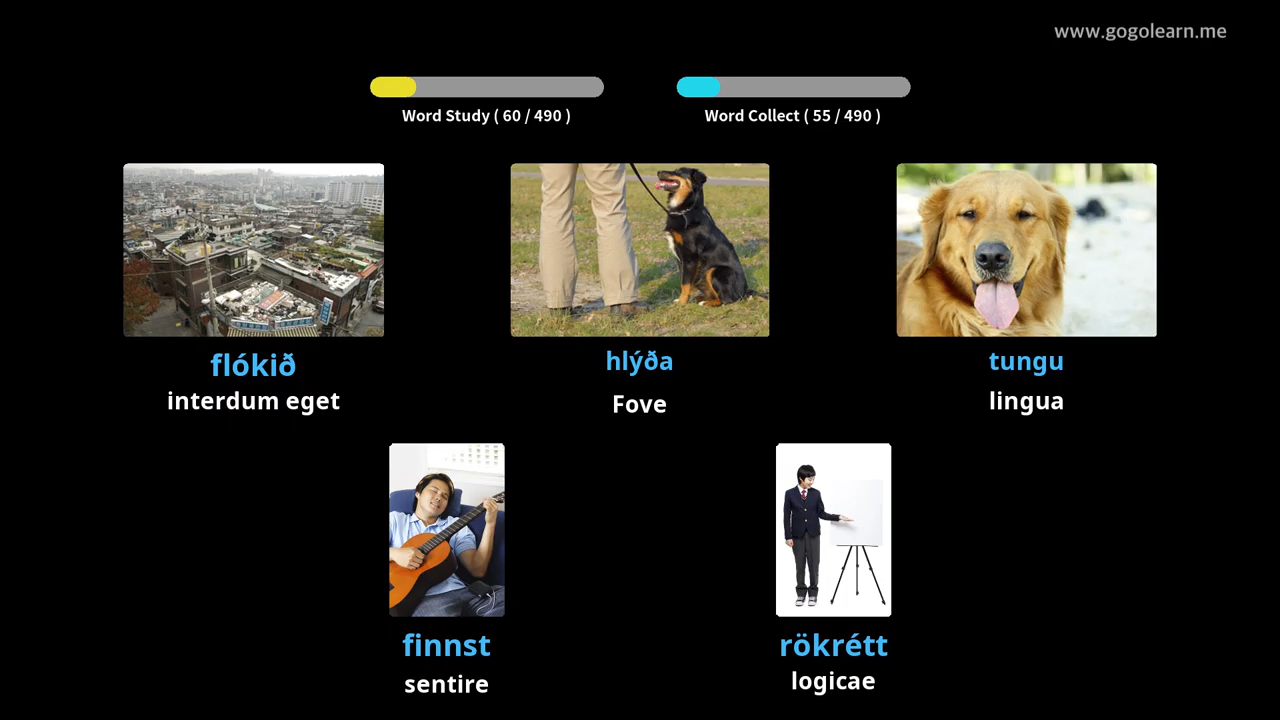 www.gogolearn.me
Word Study ( 60 / 490 )
Word Collect ( 55 / 490 )
flókið
interdum eget
hlýða
Fove
tungu
lingua
finnst
sentire
rökrétt
logicae